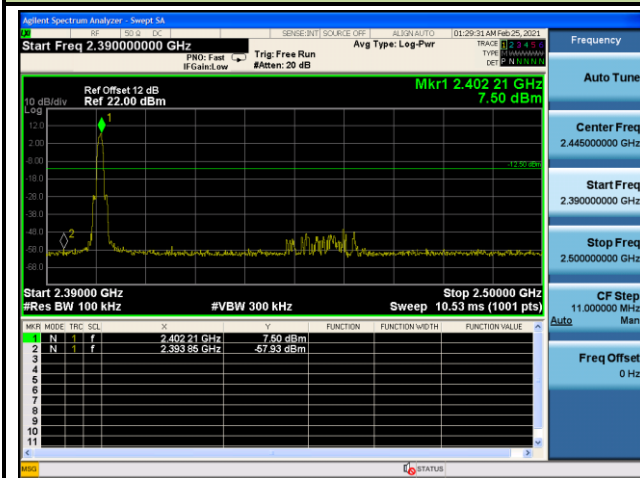 Agilent Spectrum Analyzer - Swept SA
RF 50 Ω DC SENSE:INT SOURCE OFF ALIGN AUTO 01:29:31 AM Feb 25, 2021
Start Freq 2.390000000 GHz
PNO: Fast Trig: Free Run Avg Type: Log-Pwr TRACE 1 2 3 4 5 6
IFGain:Low #Atten: 20 dB TYPE M
DET P N N N N N
Frequency
Auto Tune
Center Freq
2.445000000 GHz
Start Freq
2.390000000 GHz
Stop Freq
2.500000000 GHz
CF Step
11.000000 MHz
Auto Man
Freq Offset
0 Hz
Mkr1 2.402 21 GHz
7.50 dBm
Ref Offset 12 dB
10 dB/div Ref 22.00 dBm
Log
12.0
2.00
-8.00
-18.0
-28.0
-38.0
-48.0
-58.0
-68.0
1
-12.50 dBm
2
Start 2.39000 GHz Stop 2.50000 GHz
#Res BW 100 kHz #VBW 300 kHz Sweep 10.53 ms (1001 pts)
MKR MODE TRC SCL X Y FUNCTION FUNCTION WIDTH FUNCTION VALUE
1 N 1 f 2.402 21 GHz 7.50 dBm
2 N 1 f 2.393 85 GHz -57.93 dBm
3
4
5
6
7
8
9
10
11
MSG STATUS